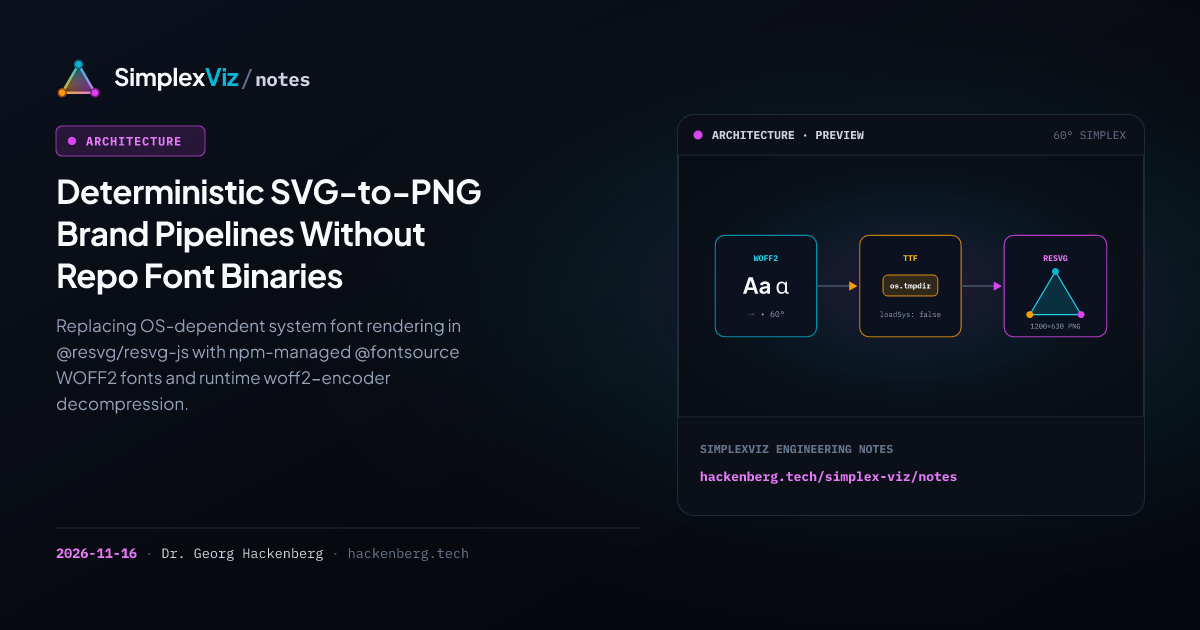 SimplexViz/notes
ARCHITECTURE
Deterministic SVG-to-PNG
Brand Pipelines Without
Repo Font Binaries
Replacing OS-dependent system font rendering in
@resvg/resvg-js with npm-managed @fontsource
WOFF2 fonts and runtime woff2-encoder
decompression.
2026-11-16 · Dr. Georg Hackenberg · hackenberg.tech
ARCHITECTURE · PREVIEW
60° SIMPLEX
WOFF2
Aa α
→ • 60°
TTF
os.tmpdir
loadSys: false
RESVG
1200×630 PNG
SIMPLEXVIZ ENGINEERING NOTES
hackenberg.tech/simplex-viz/notes